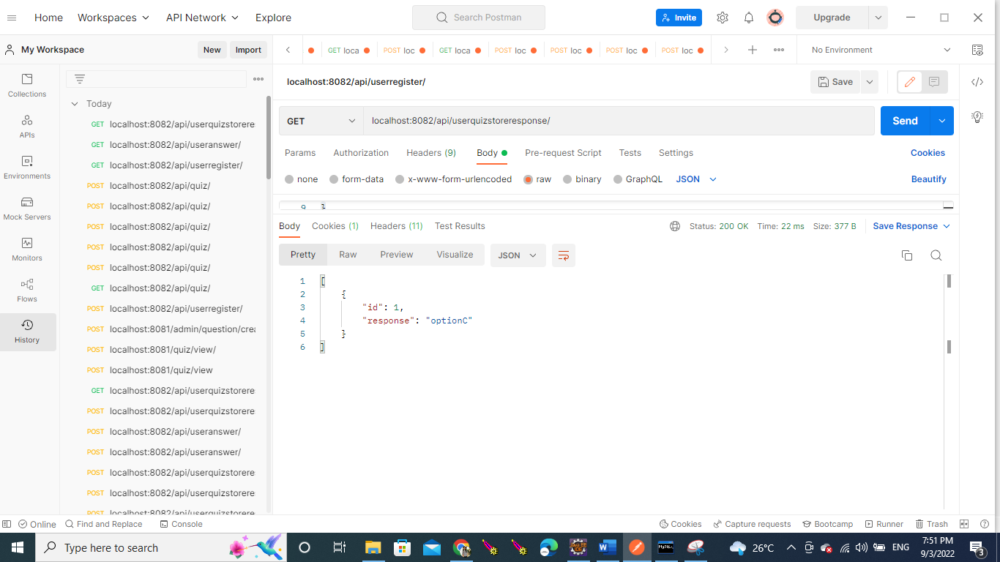 Home Workspaces API Network Explore Search Postman Invite Upgrade
My Workspace New Import GET loca POST loc GET loca POST loc POST loc POST loc POST loc No Environment
localhost:8082/api/userregister/ Save
Collections
APIs
Environments
Mock Servers
Monitors
Flows
History
Today
GET localhost:8082/api/userquizstorere
GET localhost:8082/api/useranswer/
GET localhost:8082/api/userregister/
POST localhost:8082/api/quiz/
POST localhost:8082/api/quiz/
POST localhost:8082/api/quiz/
POST localhost:8082/api/quiz/
POST localhost:8082/api/quiz/
GET localhost:8082/api/quiz/
POST localhost:8082/api/userregister/
POST localhost:8081/admin/question/crea
POST localhost:8081/quiz/view/
POST localhost:8081/quiz/view
GET localhost:8082/api/userquizstorere
POST localhost:8082/api/userquizstorere
POST localhost:8082/api/useranswer/
POST localhost:8082/api/useranswer/
POST localhost:8082/api/userquizstorere
POST localhost:8082/api/userquizstorere
POST localhost:8082/api/userquizstorere
GET localhost:8082/api/userquizstoreresponse/ Send
Params Authorization Headers (9) Body Pre-request Script Tests Settings Cookies
none form-data x-www-form-urlencoded raw binary GraphQL JSON Beautify
9 }
Body Cookies (1) Headers (11) Test Results Status: 200 OK Time: 22 ms Size: 377 B Save Response
Pretty Raw Preview Visualize JSON
1 [
2 {
3 "id": 1,
4 "response": "optionC"
5 }
6 ]
Online Find and Replace Console Cookies Capture requests Bootcamp Runner Trash
Type here to search 26°C ENG 7:51 PM
9/3/2022 3